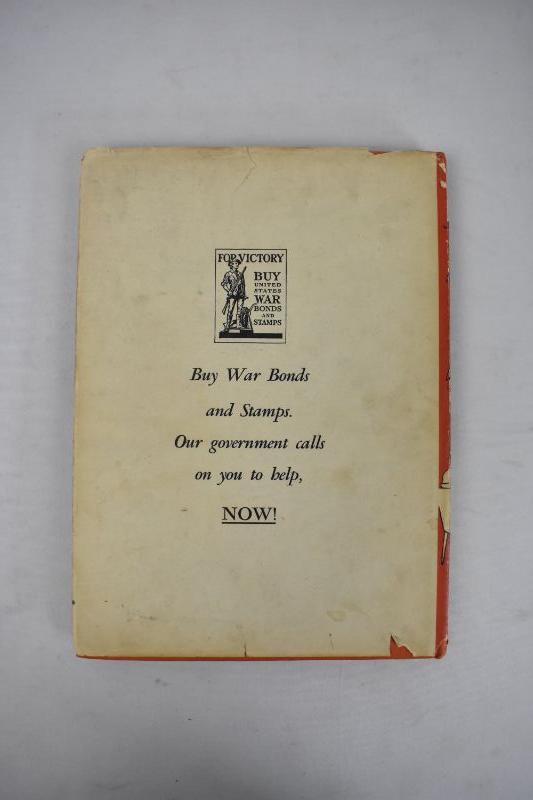 FOR VICTORY
BUY
UNITED
STATES
WAR
BONDS
AND
STAMPS
Buy War Bonds
and Stamps.
Our government calls
on you to help,
NOW!